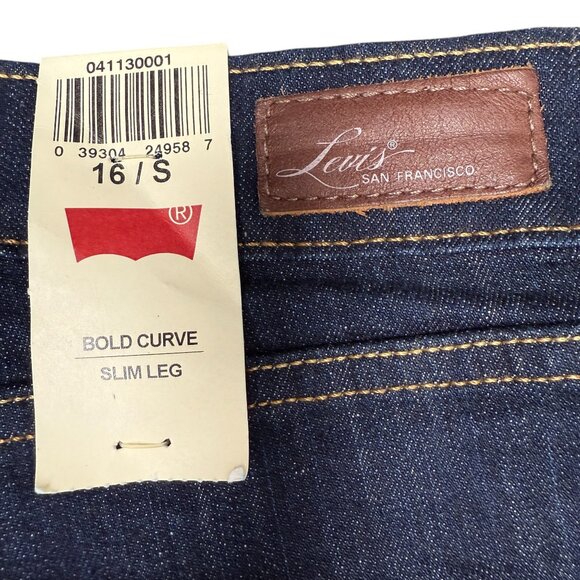 041130001
0 39304 24958 7
16 / S
®
BOLD CURVE
SLIM LEG
Levi's®
SAN FRANCISCO